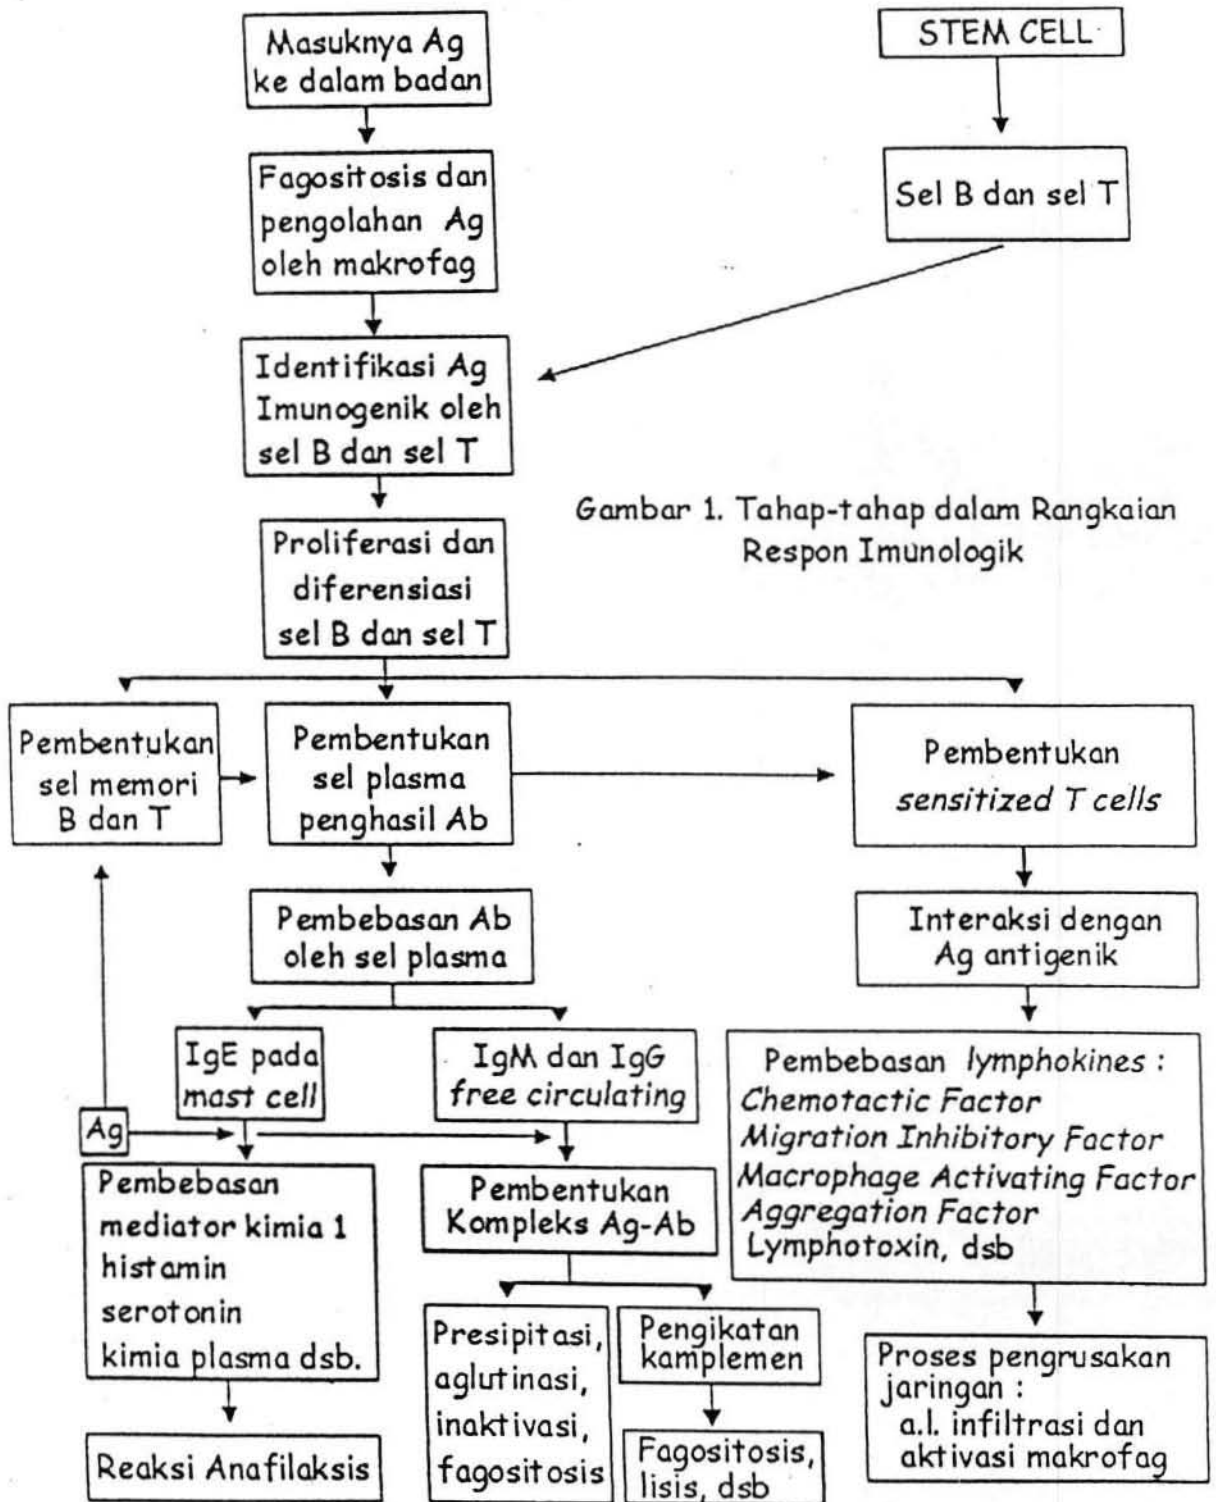 Masuknya Ag
ke dalam badan
STEM CELL
Fagositosis dan
pengolahan Ag
oleh makrofag
Sel B dan sel T
Identifikasi Ag
Imunogenik oleh
sel B dan sel T
Gambar 1. Tahap-tahap dalam Rangkaian
Respon Imunologik
Proliferasi dan
diferensiasi
sel B dan sel T
Pembentukan
sel memori
B dan T
Pembentukan
sel plasma
penghasil Ab
Pembentukan
sensitized T cells
Pembebasan Ab
oleh sel plasma
Interaksi dengan
Ag antigenik
IgE pada
mast cell
IgM dan IgG
free circulating
Pembebasan lymphokines :
Chemotactic Factor
Migration Inhibitory Factor
Macrophage Activating Factor
Aggregation Factor
Lymphotoxin, dsb
Ag
Pembebasan
mediator kimia 1
histamin
serotonin
kimia plasma dsb.
Pembentukan
Kompleks Ag-Ab
Presipitasi,
aglutinasi,
inaktivasi,
fagositosis
Pengikatan
kamplemen
Proses pengrusakan
jaringan :
a.l. infiltrasi dan
aktivasi makrofag
Reaksi Anafilaksis
Fagositosis,
lisis, dsb